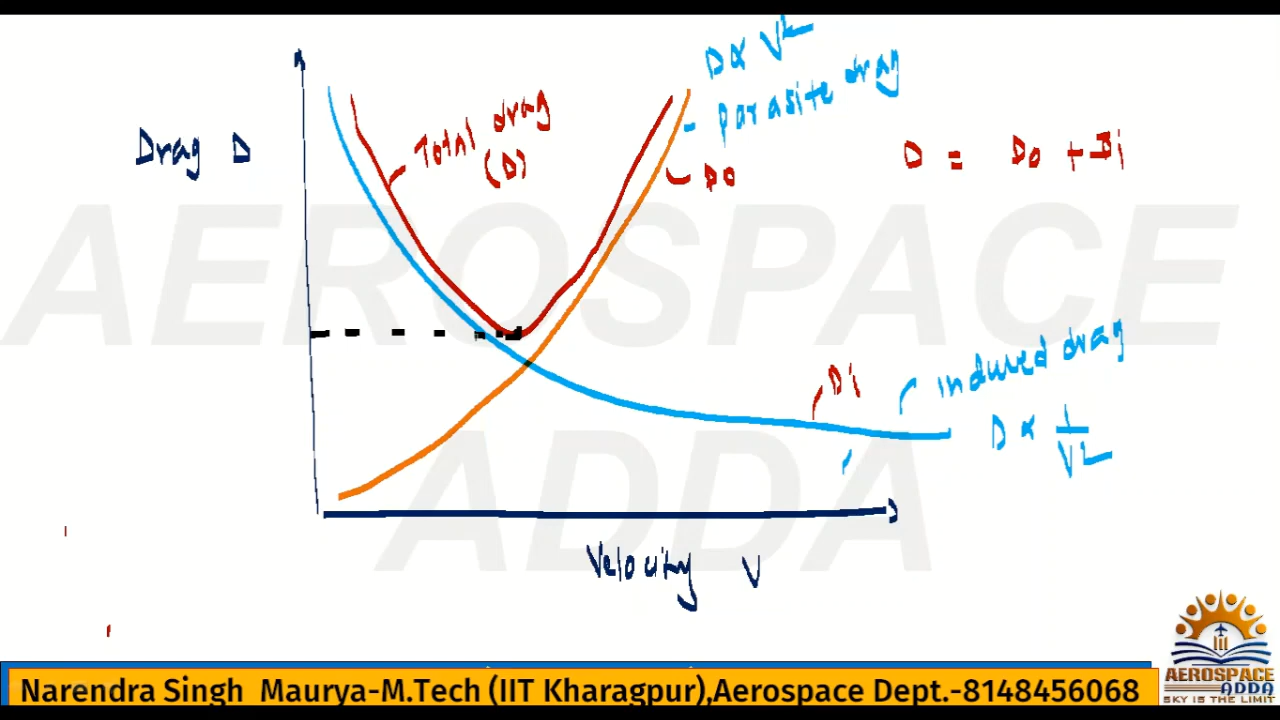 D ∝ V²
- parasite drag
Total drag
(D)
Drag D
D = D0 + Di
D0
Di
induced drag
D ∝ 1/V²
Velocity V
AEROSPACE
ADDA
Narendra Singh Maurya-M.Tech (IIT Kharagpur),Aerospace Dept.-8148456068
AEROSPACE
ADDA
SKY IS THE LIMIT